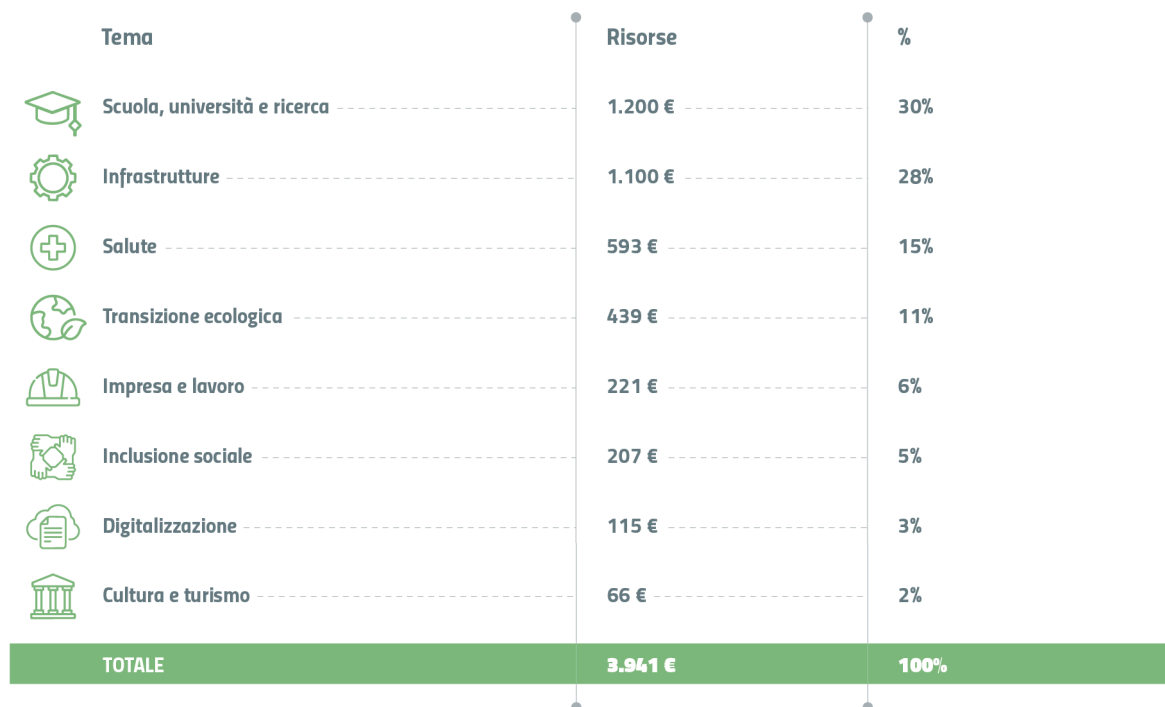 Tema Risorse %
Scuola, università e ricerca 1.200 € 30%
Infrastrutture 1.100 € 28%
Salute 593 € 15%
Transizione ecologica 439 € 11%
Impresa e lavoro 221 € 6%
Inclusione sociale 207 € 5%
Digitalizzazione 115 € 3%
Cultura e turismo 66 € 2%
TOTALE 3.941 € 100%